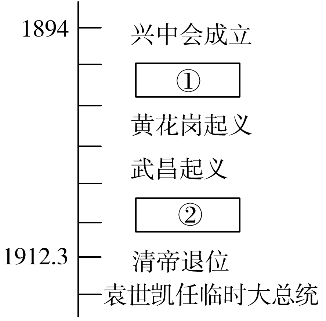 1894 兴中会成立
①
黄花岗起义
武昌起义
②
1912.3 清帝退位
袁世凯任临时大总统